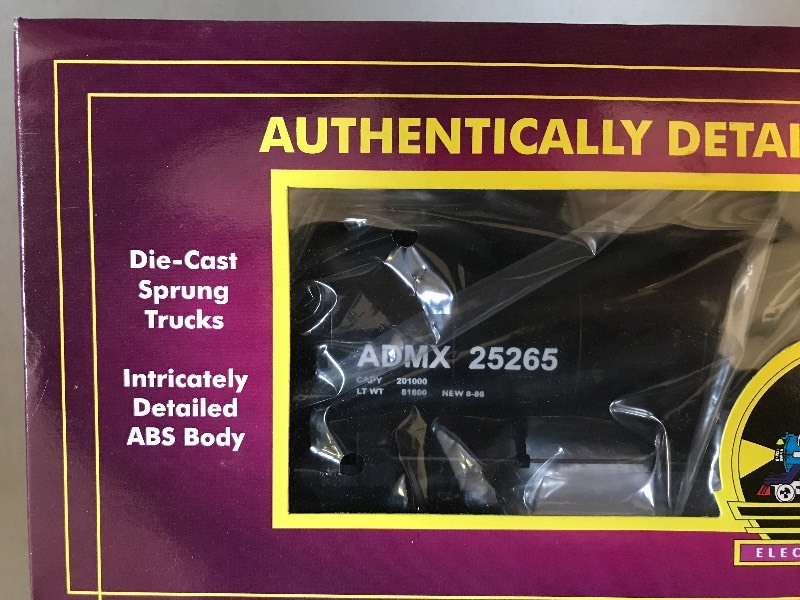 AUTHENTICALLY DETAI
Die-Cast
Sprung
Trucks
Intricately
Detailed
ABS Body
ADMX 25265
CAPY 201000
LT WT 61800 NEW 8-86
ELEC